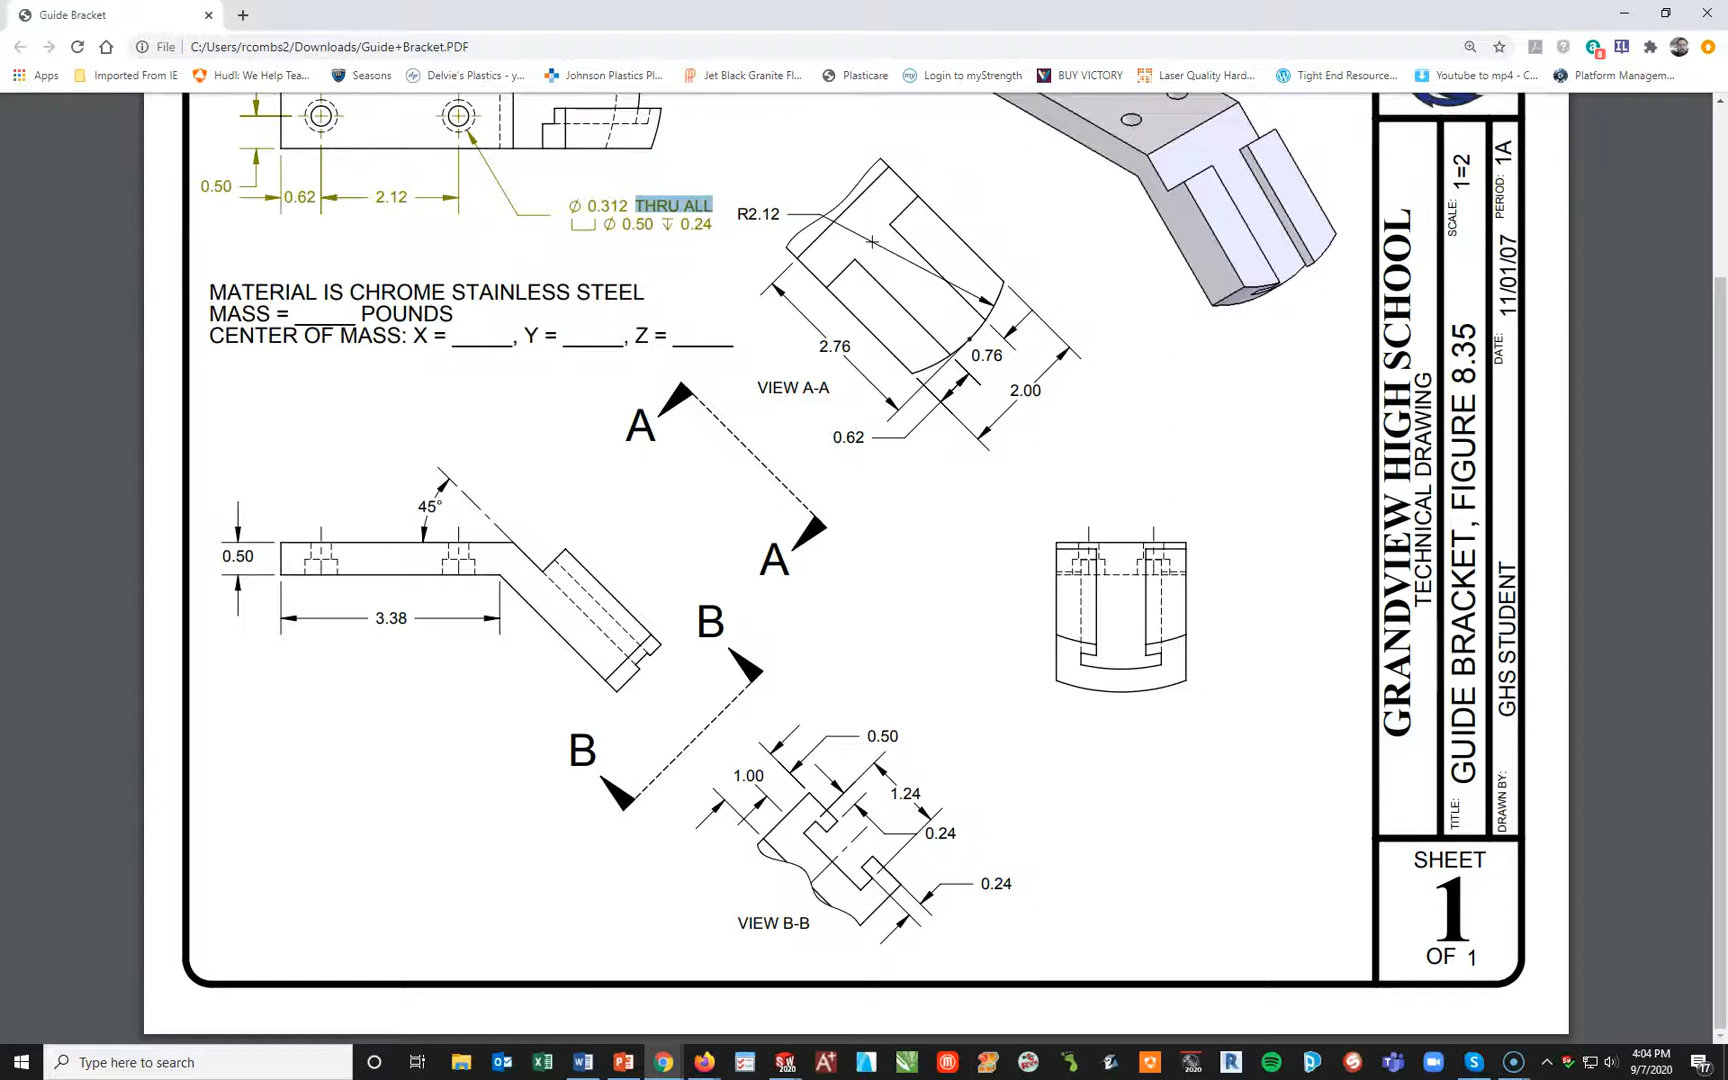 Guide Bracket
File C:/Users/rcombs2/Downloads/Guide+Bracket.PDF
Apps Imported From IE Hudl: We Help Tea... Seasons Delvie's Plastics - y... Johnson Plastics Pl... Jet Black Granite Fl... Plasticare Login to myStrength BUY VICTORY Laser Quality Hard... Tight End Resource... Youtube to mp4 - C... Platform Managem...
0.50
0.62
2.12
Ø 0.312 THRU ALL
⌴ Ø 0.50 ↧ 0.24
R2.12
MATERIAL IS CHROME STAINLESS STEEL
MASS = _____ POUNDS
CENTER OF MASS: X = _____, Y = _____, Z = _____
2.76
0.76
2.00
0.62
VIEW A-A
A
A
45°
0.50
3.38
B
B
0.50
1.00
1.24
0.24
0.24
VIEW B-B
GRANDVIEW HIGH SCHOOL
TECHNICAL DRAWING
TITLE: GUIDE BRACKET, FIGURE 8.35
SCALE: 1=2
DRAWN BY: GHS STUDENT
DATE: 11/01/07
PERIOD: 1A
SHEET
1
OF 1
Type here to search
4:04 PM
9/7/2020